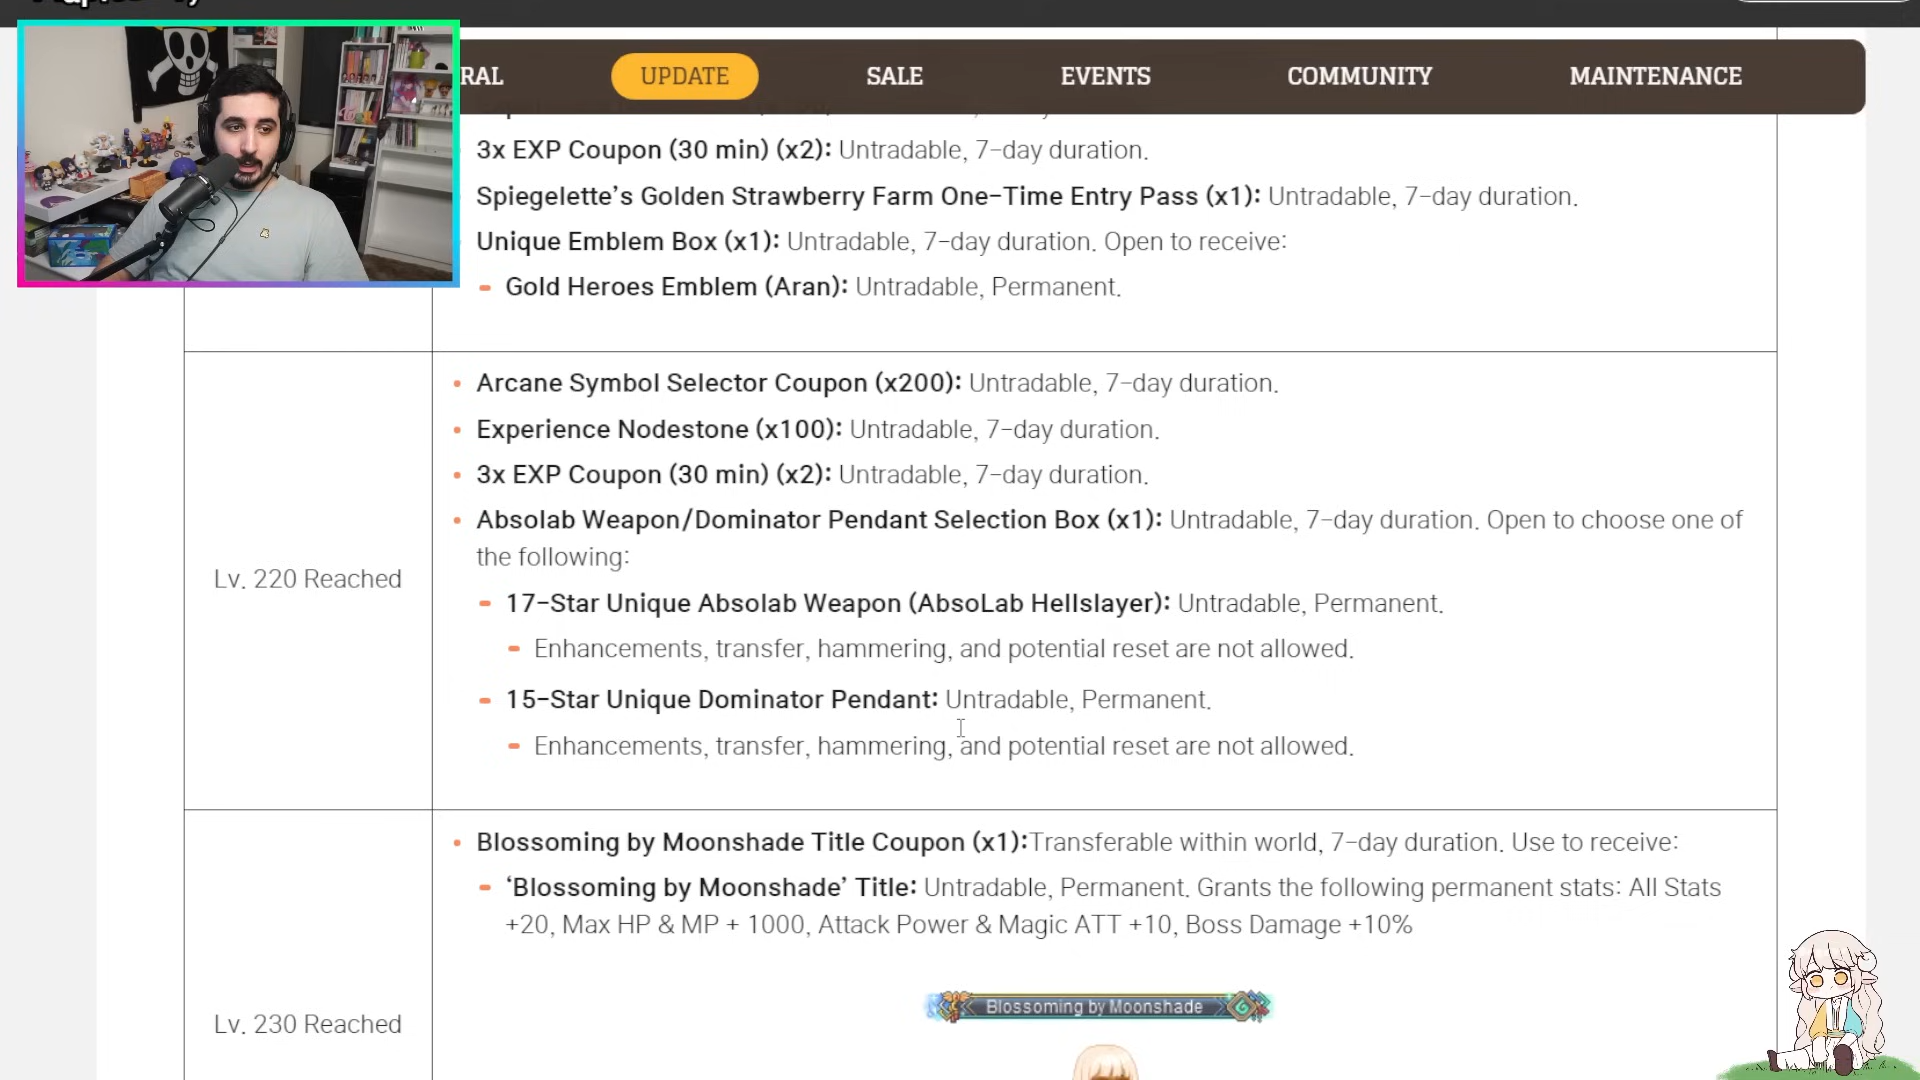 RAL UPDATE SALE EVENTS COMMUNITY MAINTENANCE
3x EXP Coupon (30 min) (x2): Untradable, 7-day duration.
Spiegelette's Golden Strawberry Farm One-Time Entry Pass (x1): Untradable, 7-day duration.
Unique Emblem Box (x1): Untradable, 7-day duration. Open to receive:
- Gold Heroes Emblem (Aran): Untradable, Permanent.
• Arcane Symbol Selector Coupon (x200): Untradable, 7-day duration.
• Experience Nodestone (x100): Untradable, 7-day duration.
• 3x EXP Coupon (30 min) (x2): Untradable, 7-day duration.
• Absolab Weapon/Dominator Pendant Selection Box (x1): Untradable, 7-day duration. Open to choose one of
the following:
Lv. 220 Reached
- 17-Star Unique Absolab Weapon (AbsoLab Hellslayer): Untradable, Permanent.
- Enhancements, transfer, hammering, and potential reset are not allowed.
- 15-Star Unique Dominator Pendant: Untradable, Permanent.
- Enhancements, transfer, hammering, and potential reset are not allowed.
• Blossoming by Moonshade Title Coupon (x1):Transferable within world, 7-day duration. Use to receive:
- 'Blossoming by Moonshade' Title: Untradable, Permanent. Grants the following permanent stats: All Stats
+20, Max HP & MP + 1000, Attack Power & Magic ATT +10, Boss Damage +10%
Blossoming by Moonshade
Lv. 230 Reached